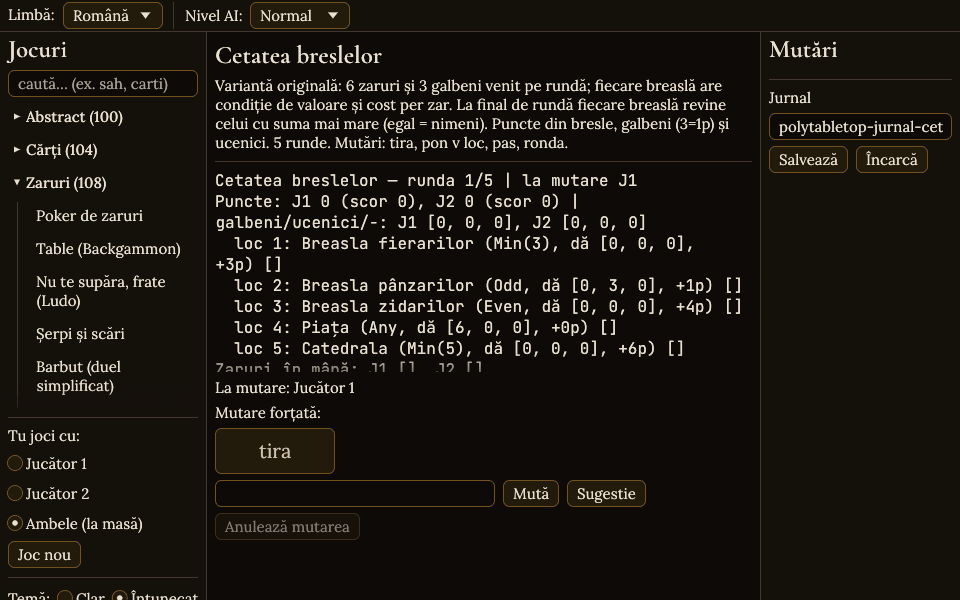 Limbă: Română Nivel AI: Normal
Jocuri
caută... (ex. sah, carti)
Abstract (100)
Cărți (104)
Zaruri (108)
Poker de zaruri
Table (Backgammon)
Nu te supăra, frate
(Ludo)
Șerpi și scări
Barbut (duel
simplificat)
Tu joci cu:
Jucător 1
Jucător 2
Ambele (la masă)
Joc nou
Temă: Clar Întunecat
Cetatea breslelor
Variantă originală: 6 zaruri și 3 galbeni venit pe rundă; fiecare breaslă are
condiție de valoare și cost per zar. La final de rundă fiecare breaslă revine
celui cu suma mai mare (egal = nimeni). Puncte din bresle, galbeni (3=1p) și
ucenici. 5 runde. Mutări: tira, pon v loc, pas, ronda.
Cetatea breslelor — runda 1/5 | la mutare J1
Puncte: J1 0 (scor 0), J2 0 (scor 0) |
galbeni/ucenici/-: J1 [0, 0, 0], J2 [0, 0, 0]
loc 1: Breasla fierarilor (Min(3), dă [0, 0, 0],
+3p) []
loc 2: Breasla pânzarilor (Odd, dă [0, 3, 0], +1p) []
loc 3: Breasla zidarilor (Even, dă [0, 0, 0], +4p) []
loc 4: Piața (Any, dă [6, 0, 0], +0p) []
loc 5: Catedrala (Min(5), dă [0, 0, 0], +6p) []
Zaruri în mână: J1 [], J2 []
La mutare: Jucător 1
Mutare forțată:
tira
Mută Sugestie
Anulează mutarea
Mutări
Jurnal
polytabletop-jurnal-cet
Salvează Încarcă